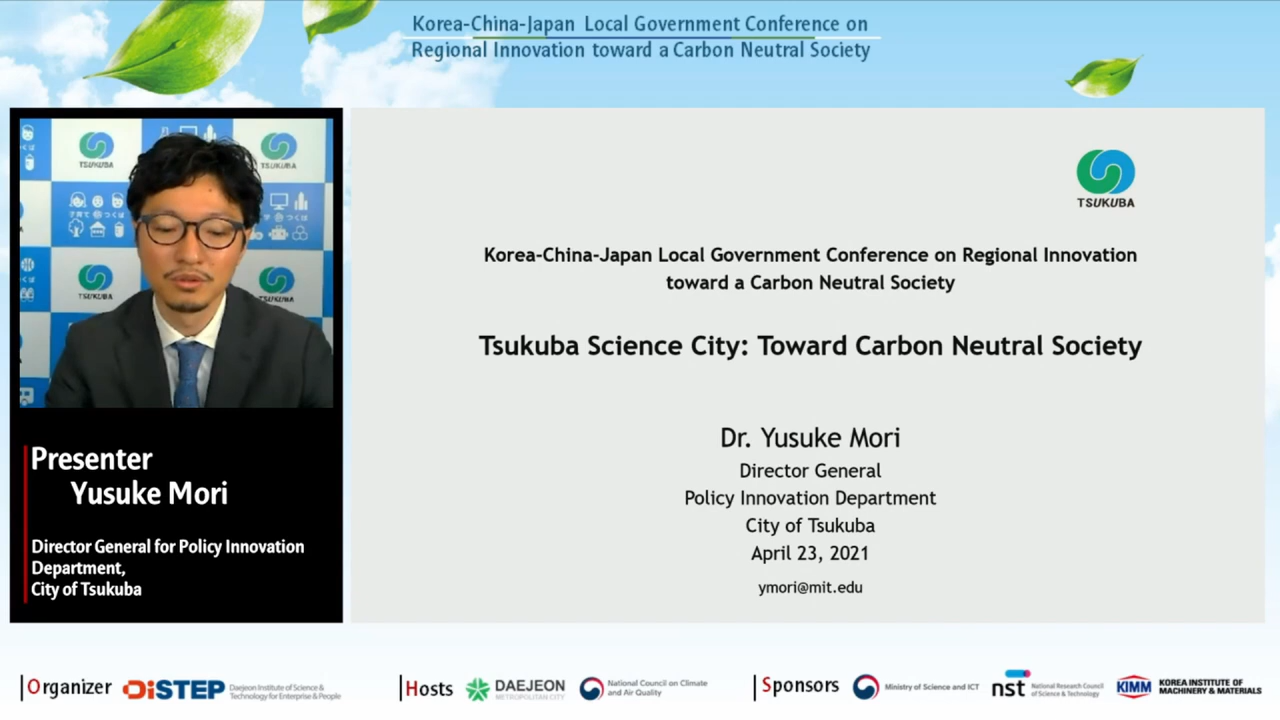 Korea-China-Japan Local Government Conference on
Regional Innovation toward a Carbon Neutral Society
TSUKUBA
TSUKUBA
TSUKUBA
TSUKUBA
TSUKUBA
Korea-China-Japan Local Government Conference on Regional Innovation
toward a Carbon Neutral Society
Tsukuba Science City: Toward Carbon Neutral Society
Dr. Yusuke Mori
Director General
Policy Innovation Department
City of Tsukuba
April 23, 2021
ymori@mit.edu
Presenter
Yusuke Mori
Director General for Policy Innovation
Department,
City of Tsukuba
Organizer
DiSTEP
Daejeon Institute of Science &
Technology for Enterprise & People
Hosts
DAEJEON
METROPOLITAN CITY
National Council on Climate
and Air Quality
Sponsors
Ministry of Science and ICT
nst
National Research Council
of Science & Technology
KIMM
KOREA INSTITUTE OF
MACHINERY & MATERIALS